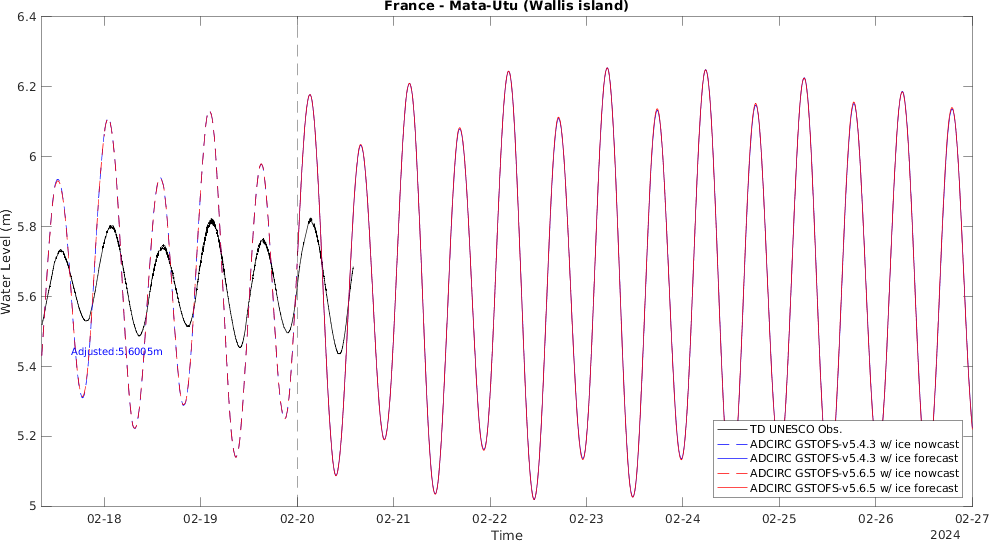 France - Mata-Utu (Wallis island)
Water Level (m)
6.4
6.2
6
5.8
5.6
5.4
5.2
5
Adjusted:5.6005m
TD UNESCO Obs.
ADCIRC GSTOFS-v5.4.3 w/ ice nowcast
ADCIRC GSTOFS-v5.4.3 w/ ice forecast
ADCIRC GSTOFS-v5.6.5 w/ ice nowcast
ADCIRC GSTOFS-v5.6.5 w/ ice forecast
02-18 02-19 02-20 02-21 02-22 02-23 02-24 02-25 02-26 02-27
Time
2024